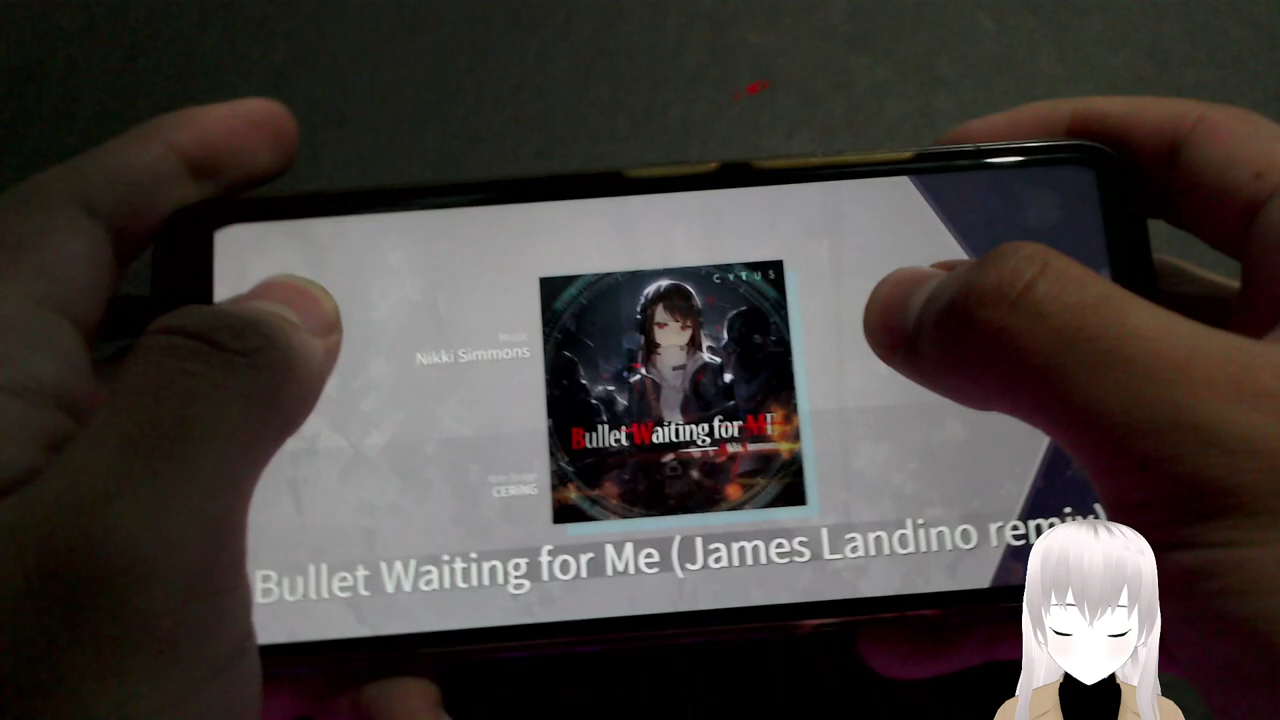 CYTUS
Music
Nikki Simmons
Bullet Waiting for ME
CERiNG
Bullet Waiting for Me (James Landino remix)